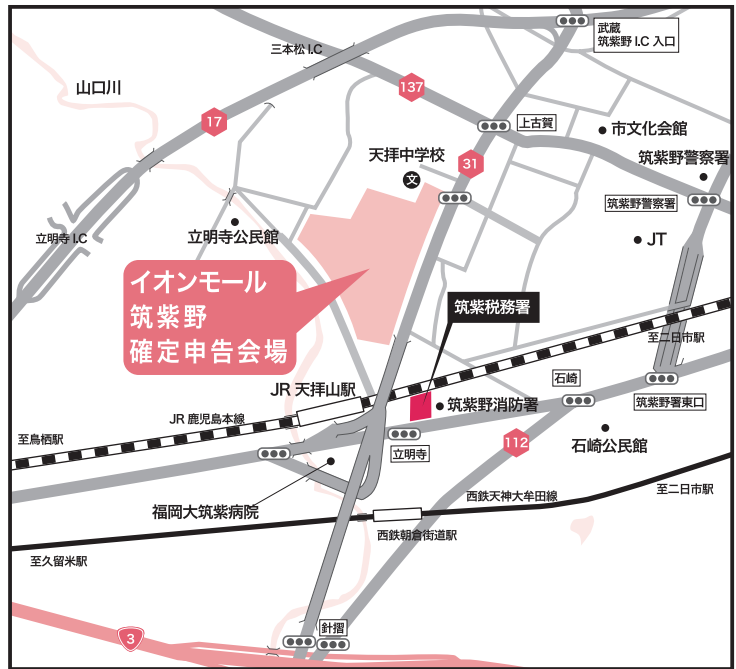 武蔵
筑紫野 I.C 入口
三本松 I.C
山口川
137
17
上古賀
市文化会館
天拝中学校
31
筑紫野警察署
文
筑紫野警察署
立明寺公民館
立明寺 I.C
JT
イオンモール
筑紫野
確定申告会場
筑紫税務署
至二日市駅
JR 天拝山駅
石崎
筑紫野消防署
筑紫野署東口
JR 鹿児島本線
至鳥栖駅
立明寺
112
石崎公民館
福岡大筑紫病院
西鉄天神大牟田線
至二日市駅
西鉄朝倉街道駅
至久留米駅
針摺
3